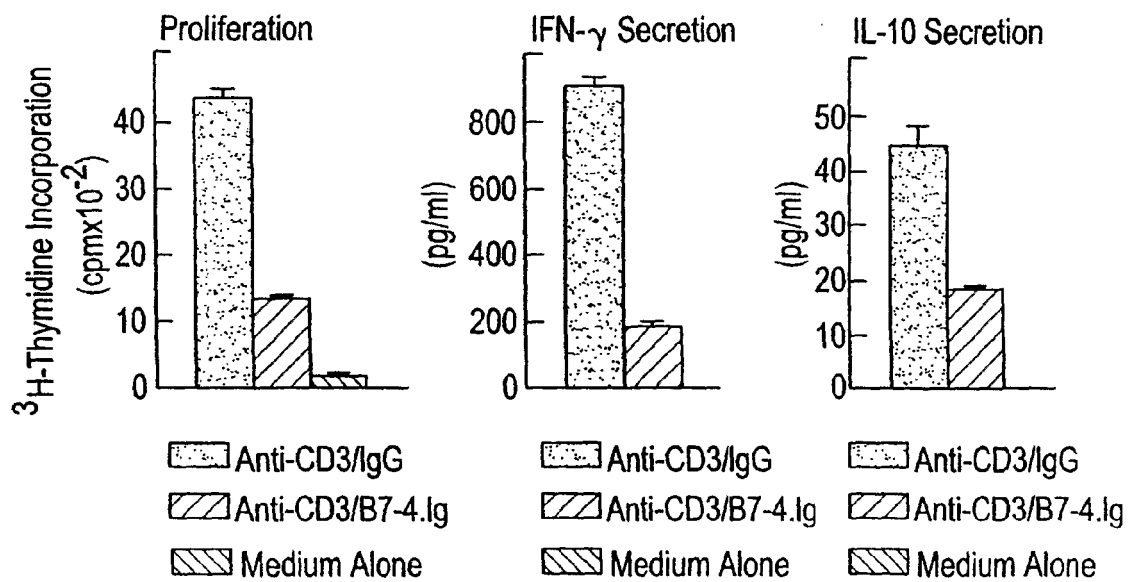 Proliferation
³H-Thymidine Incorporation
(cpmx10⁻²)
40
30
20
10
0
Anti-CD3/IgG
Anti-CD3/B7-4.Ig
Medium Alone
IFN-γ Secretion
(pg/ml)
800
600
400
200
0
Anti-CD3/IgG
Anti-CD3/B7-4.Ig
Medium Alone
IL-10 Secretion
(pg/ml)
50
40
30
20
10
0
Anti-CD3/IgG
Anti-CD3/B7-4.Ig
Medium Alone